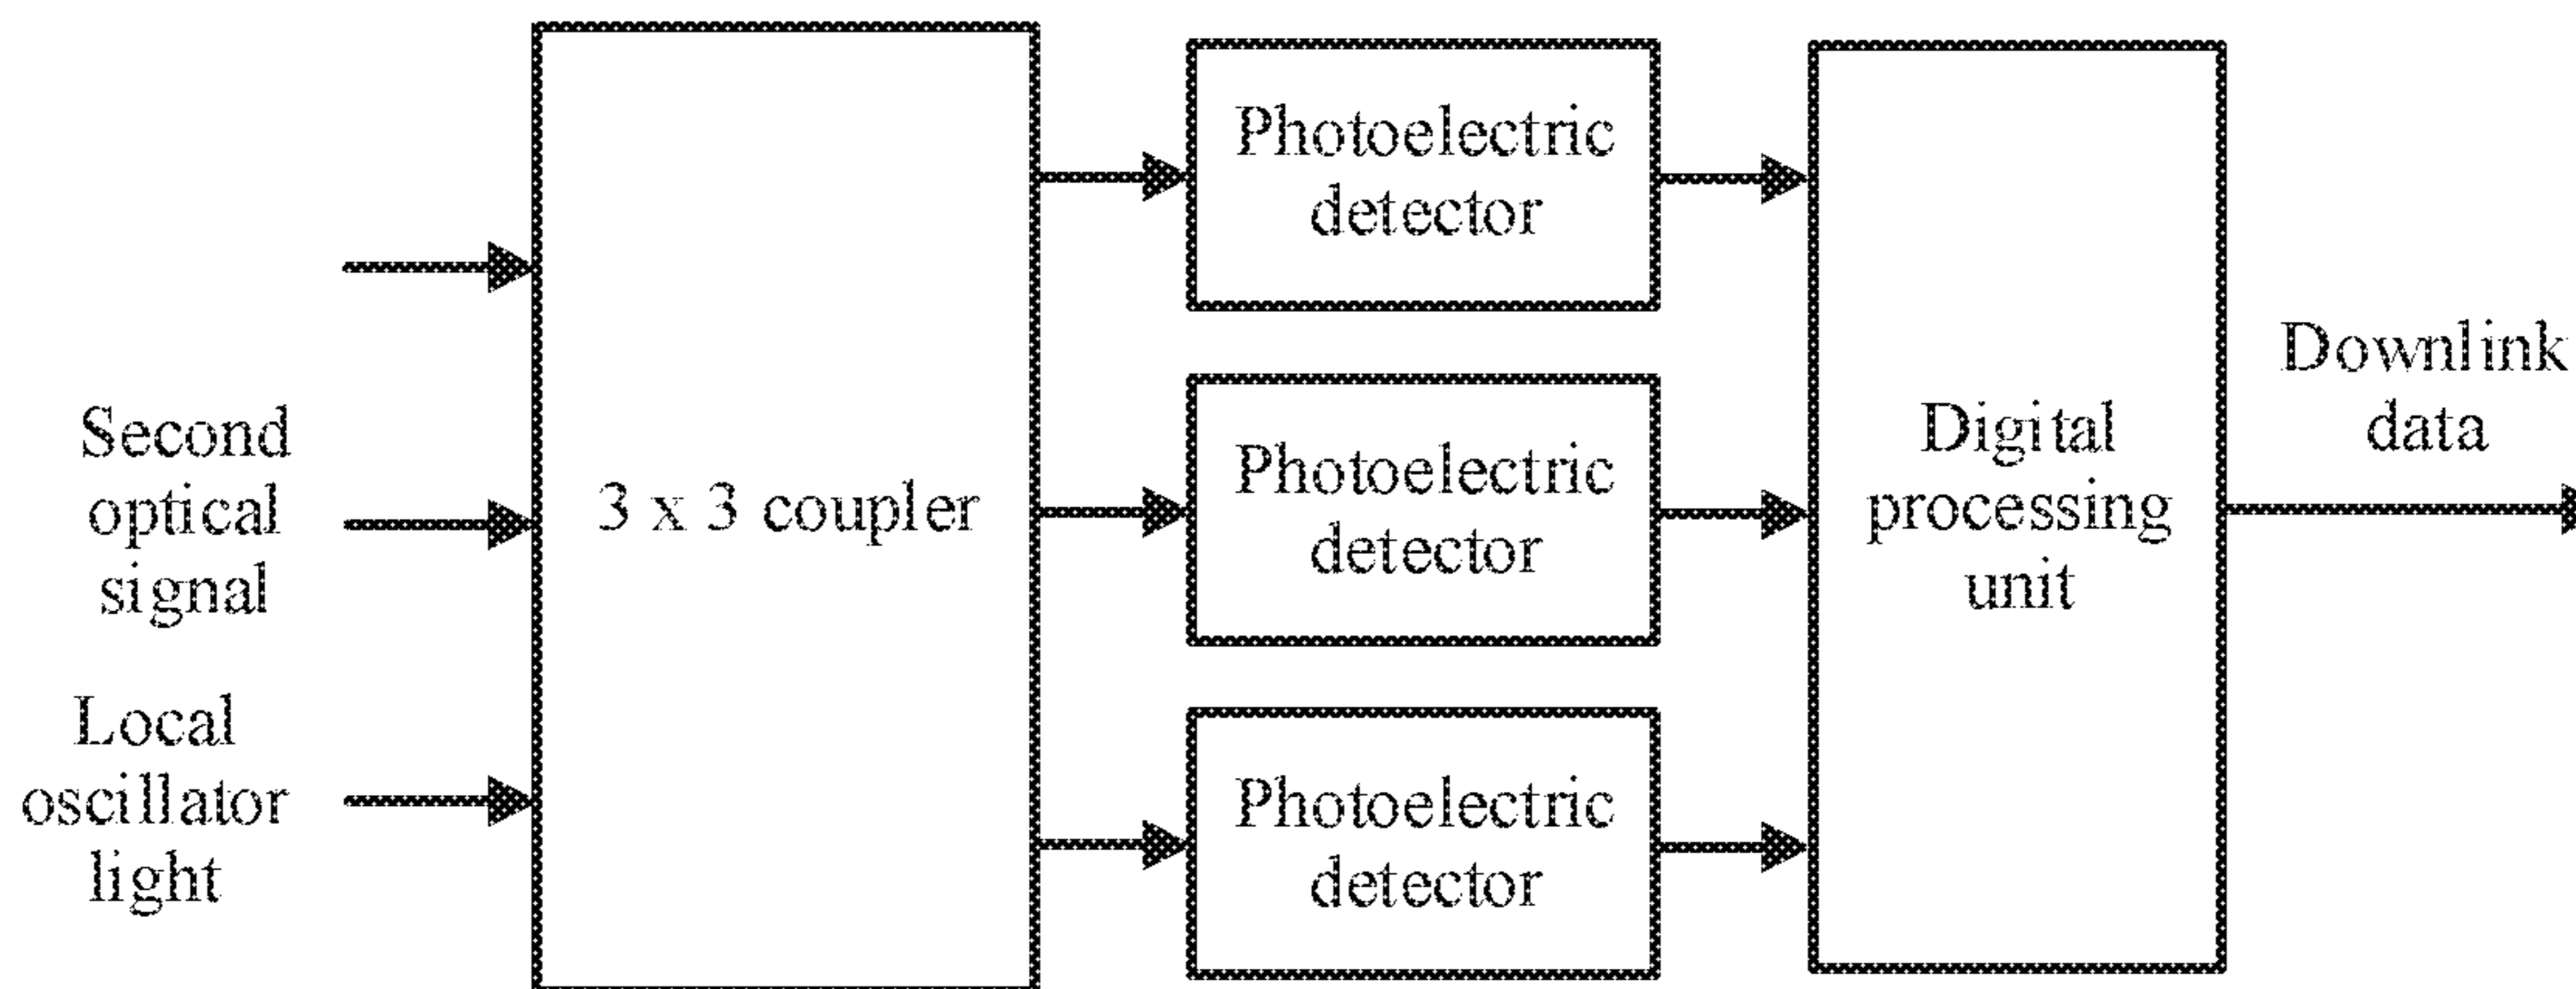 Second
optical
signal
Local
oscillator
light
3 x 3 coupler
Photoelectric
detector
Photoelectric
detector
Photoelectric
detector
Digital
processing
unit
Downlink
data